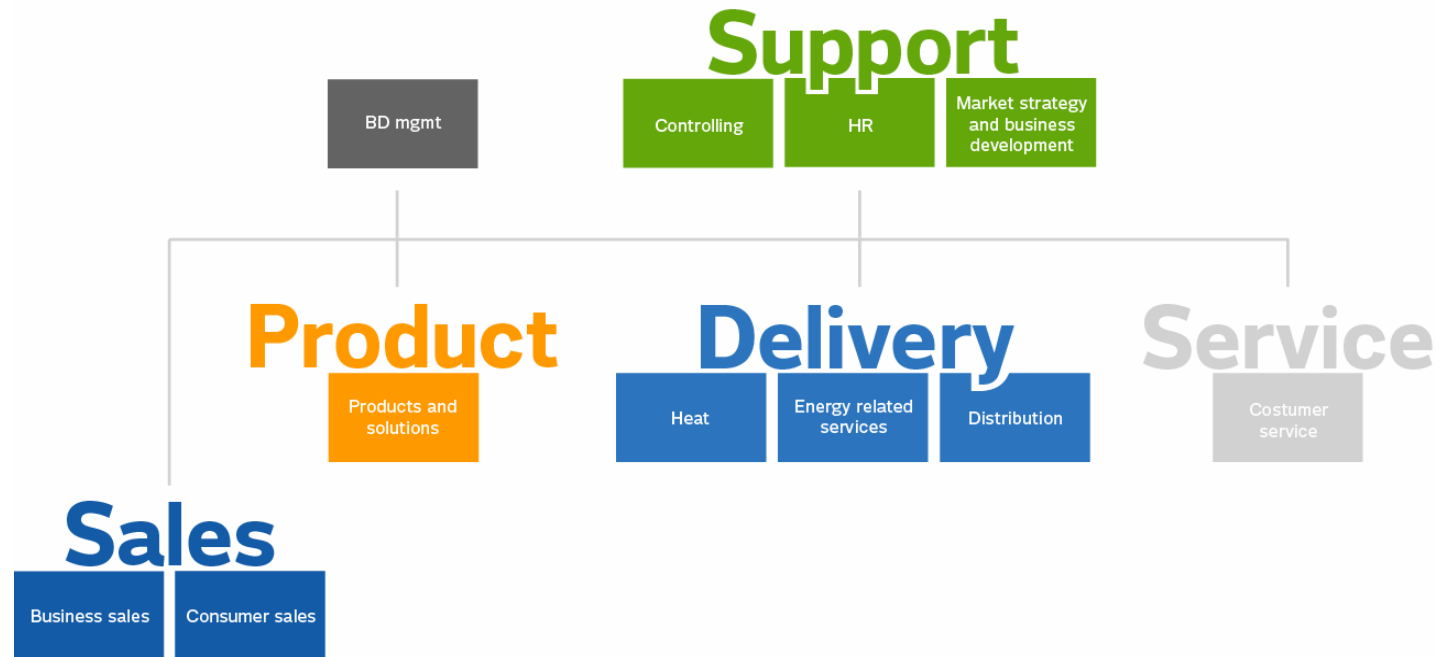 Support
BD mgmt
Controlling
HR
Market strategy
and business
development
Product
Products and
solutions
Delivery
Heat
Energy related
services
Distribution
Service
Costumer
service
Sales
Business sales
Consumer sales